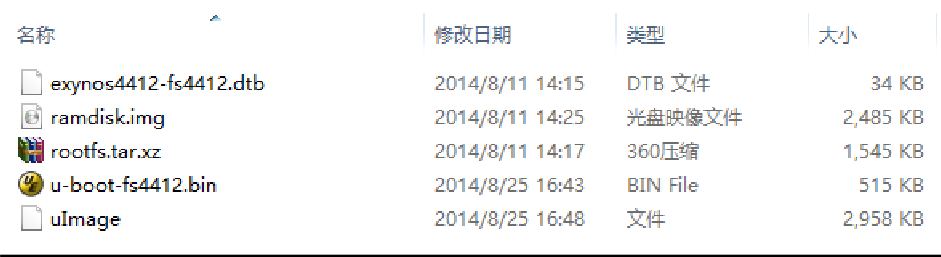 名称 修改日期 类型 大小
exynos4412-fs4412.dtb 2014/8/11 14:15 DTB 文件 34 KB
ramdisk.img 2014/8/11 14:25 光盘映像文件 2,485 KB
rootfs.tar.xz 2014/8/11 14:17 360压缩 1,545 KB
u-boot-fs4412.bin 2014/8/25 16:43 BIN File 515 KB
uImage 2014/8/25 16:48 文件 2,958 KB